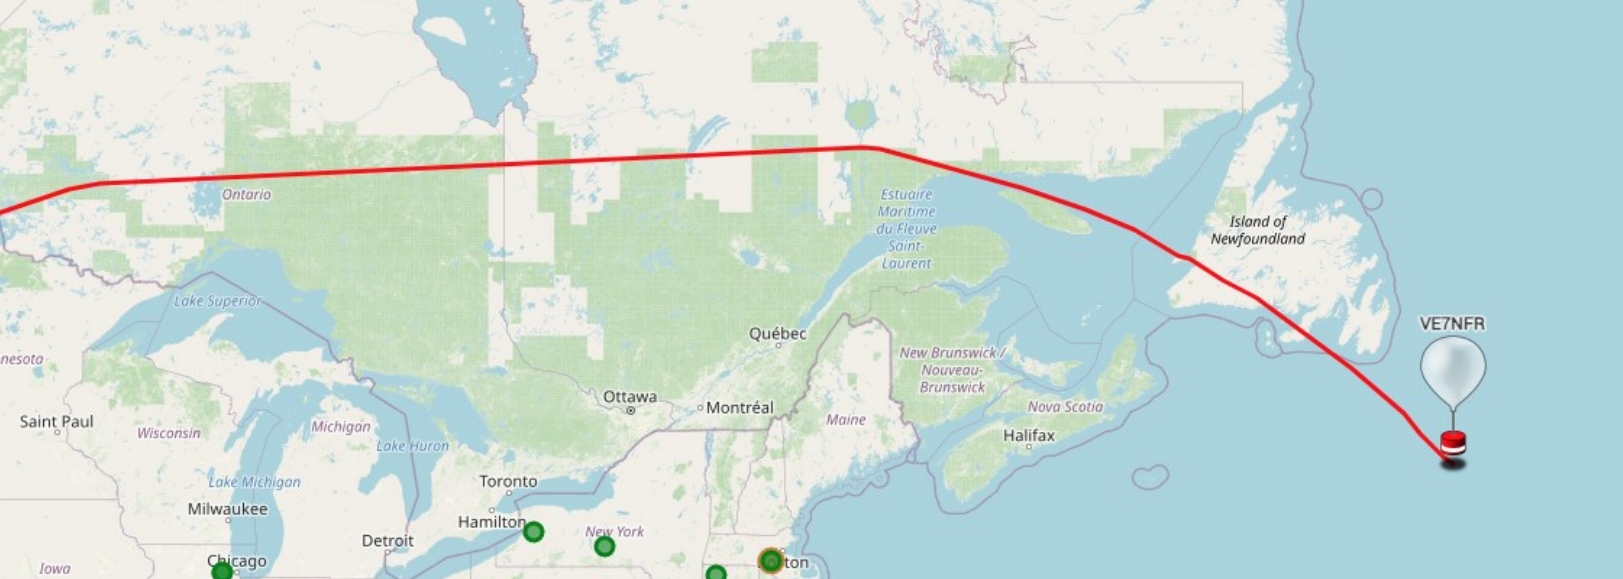 Ontario
Estuaire
Maritime
du Fleuve
Saint-
Laurent
Island of
Newfoundland
Lake Superior
VE7NFR
Québec
nesota
New Brunswick /
Nouveau-
Brunswick
Ottawa
Montréal
Nova Scotia
Saint Paul
Wisconsin
Michigan
Maine
Halifax
Lake Huron
Lake Michigan
Toronto
Milwaukee
Hamilton
New York
Detroit
Chicago
ton
Iowa